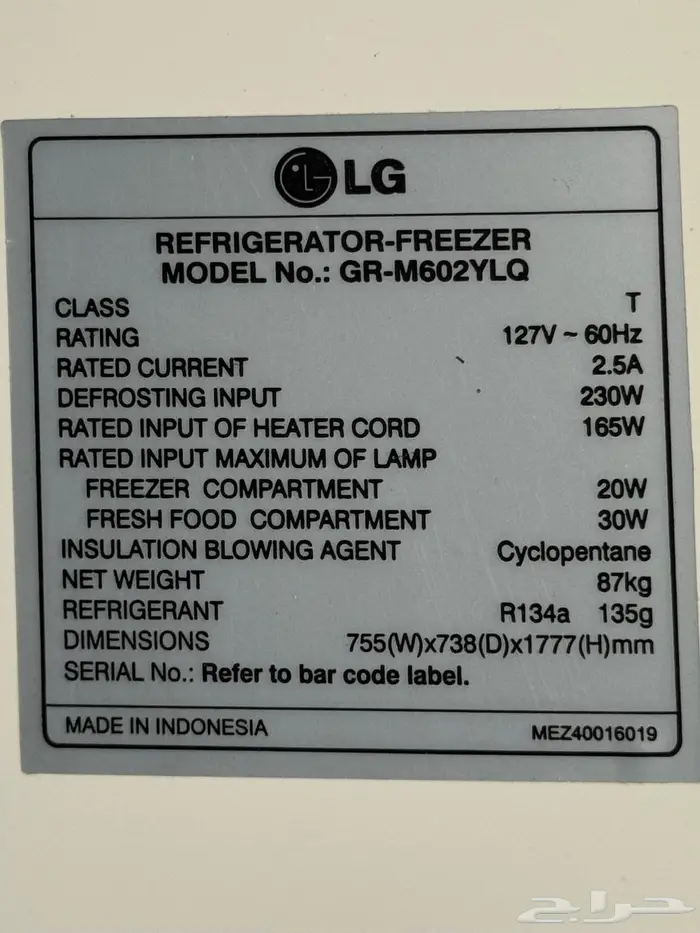 LG
REFRIGERATOR-FREEZER
MODEL No.: GR-M602YLQ
CLASS T
RATING 127V ~ 60Hz
RATED CURRENT 2.5A
DEFROSTING INPUT 230W
RATED INPUT OF HEATER CORD 165W
RATED INPUT MAXIMUM OF LAMP
FREEZER COMPARTMENT 20W
FRESH FOOD COMPARTMENT 30W
INSULATION BLOWING AGENT Cyclopentane
NET WEIGHT 87kg
REFRIGERANT R134a 135g
DIMENSIONS 755(W)x738(D)x1777(H)mm
SERIAL No.: Refer to bar code label.
MADE IN INDONESIA MEZ40016019
حراج